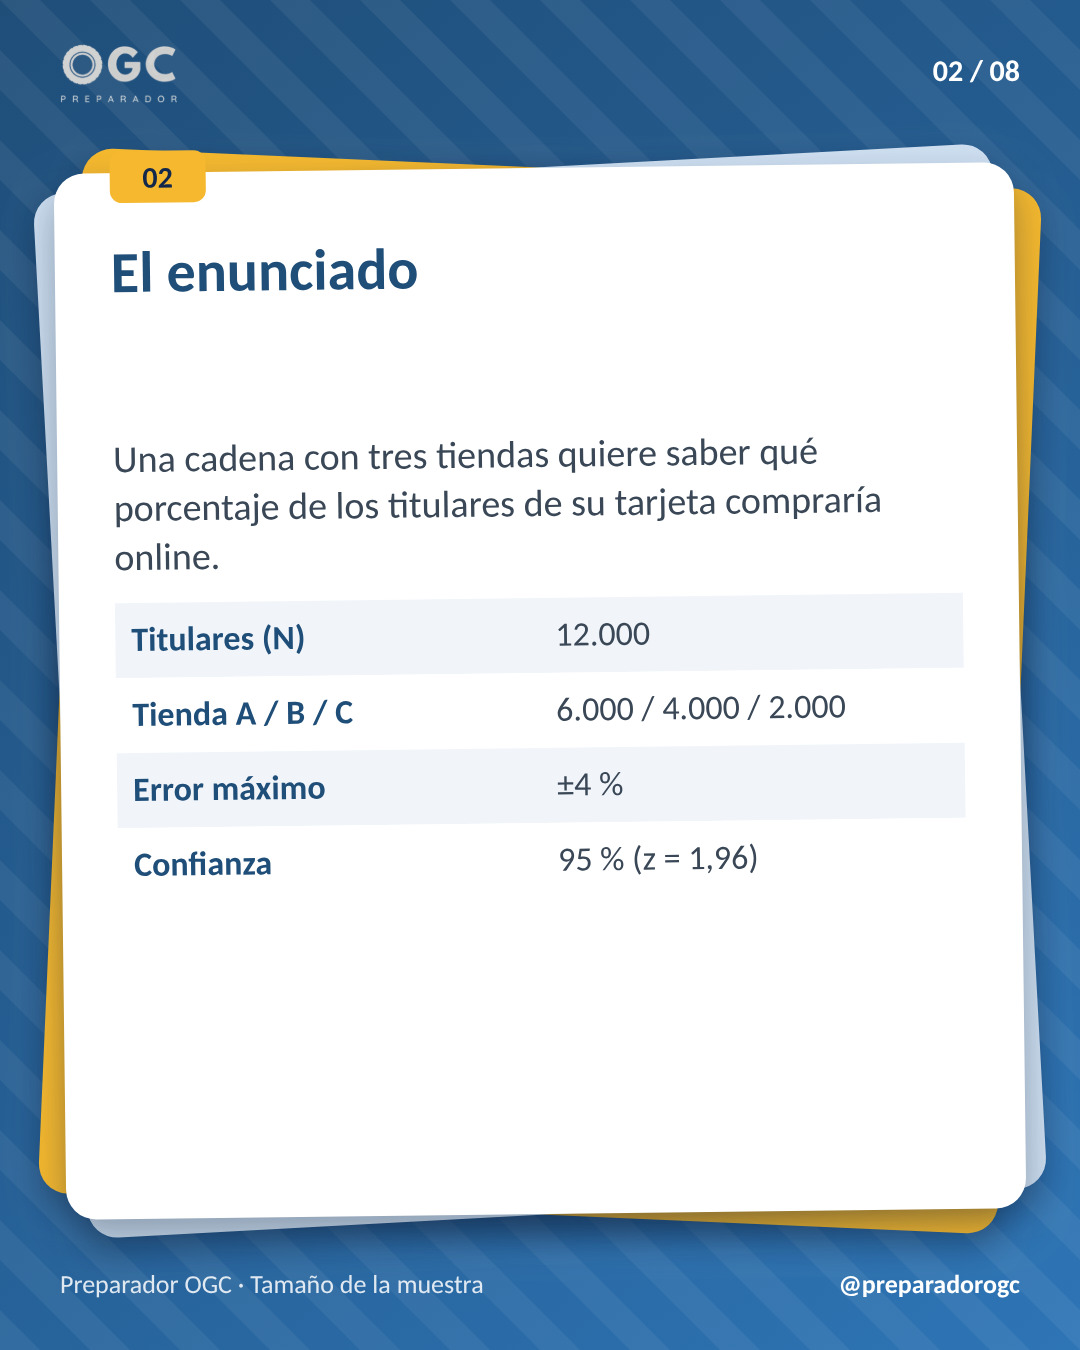 OGC
PREPARADOR
02 / 08
02
El enunciado
Una cadena con tres tiendas quiere saber qué
porcentaje de los titulares de su tarjeta compraría
online.
Titulares (N) 12.000
Tienda A / B / C 6.000 / 4.000 / 2.000
Error máximo ±4 %
Confianza 95 % (z = 1,96)
Preparador OGC · Tamaño de la muestra
@preparadorogc